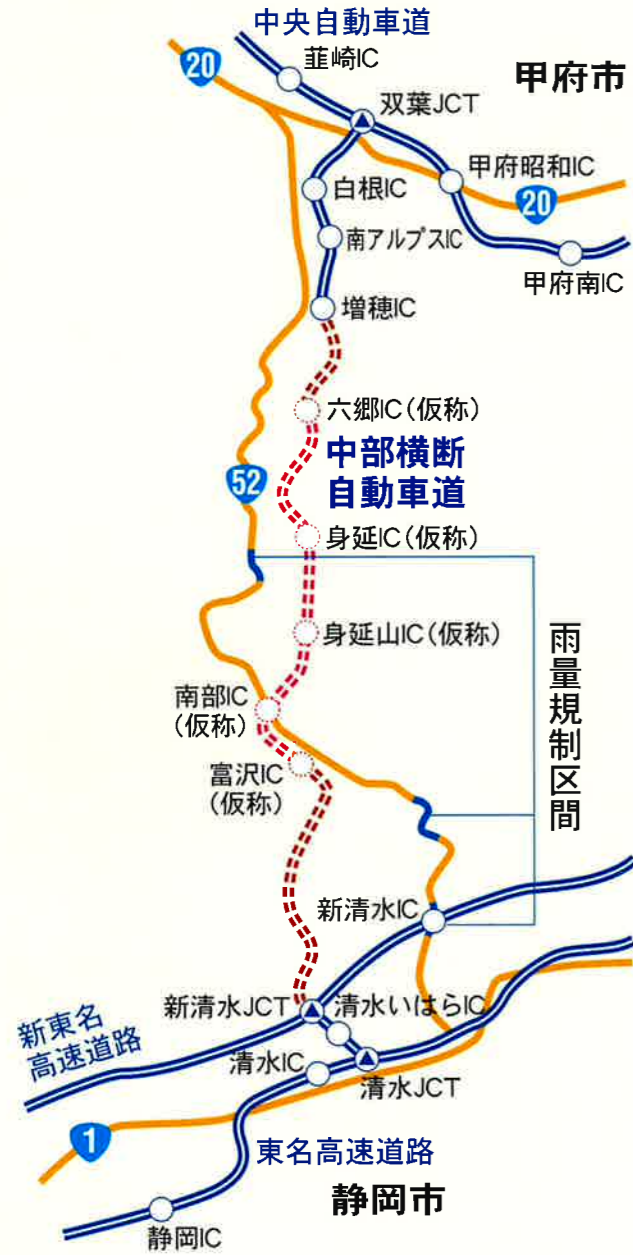 中央自動車道
韮崎IC
20
甲府市
双葉JCT
甲府昭和IC
白根IC
20
南アルプスIC
甲府南IC
増穂IC
六郷IC(仮称)
中部横断
自動車道
52
身延IC(仮称)
身延山IC(仮称)
雨量規制区間
南部IC
(仮称)
富沢IC
(仮称)
新清水IC
新清水JCT
清水いはらIC
新東名
高速道路
清水IC
清水JCT
1
東名高速道路
静岡市
静岡IC